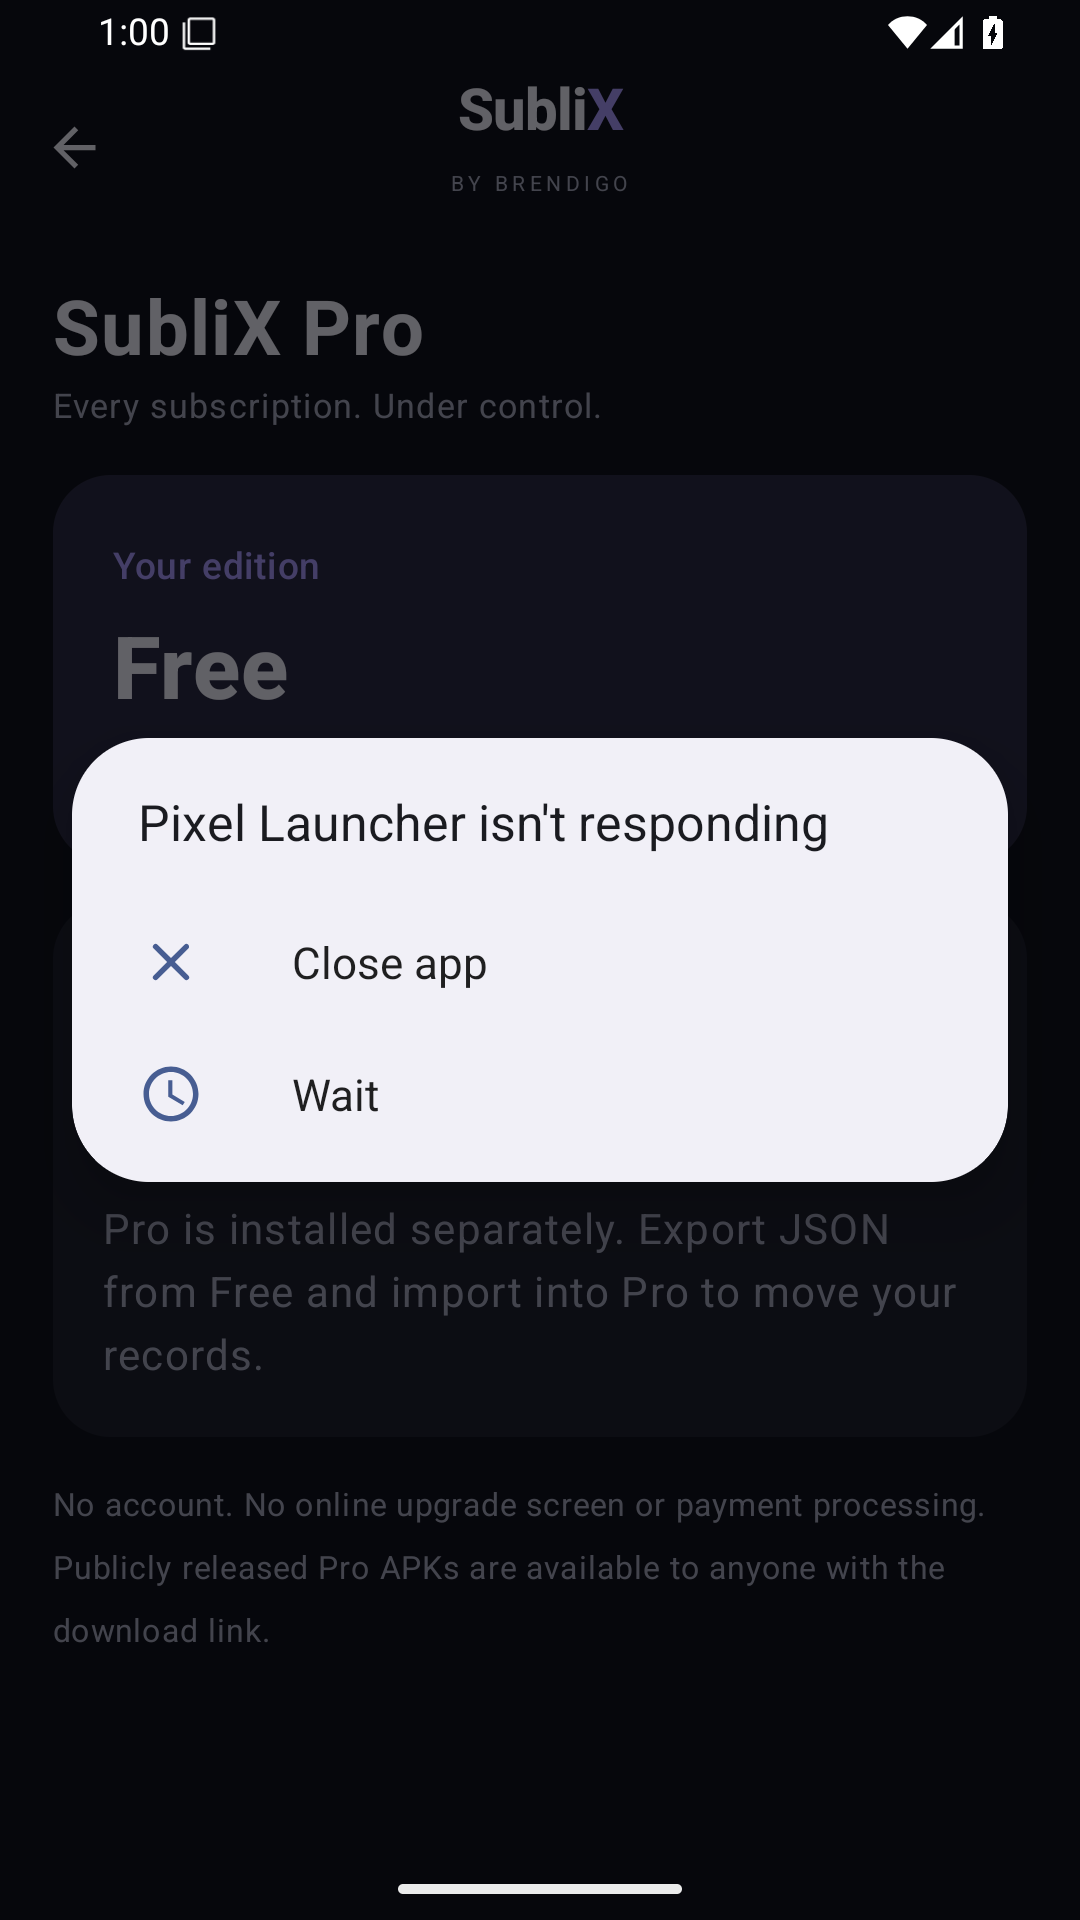 1:00
SubliX
BY BRENDIGO
SubliX Pro
Every subscription. Under control.
Your edition
Free
Pixel Launcher isn't responding
Close app
Wait
Pro is installed separately. Export JSON
from Free and import into Pro to move your
records.
No account. No online upgrade screen or payment processing.
Publicly released Pro APKs are available to anyone with the
download link.